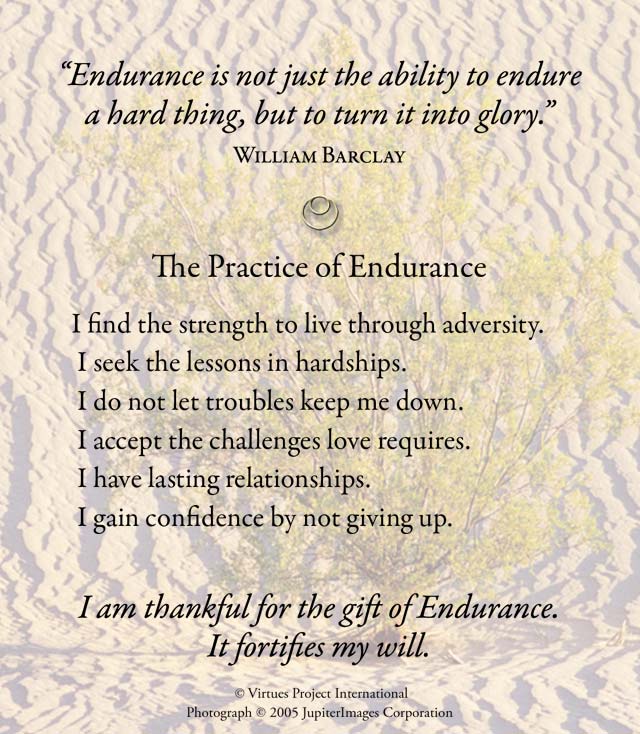 “Endurance is not just the ability to endure
a hard thing, but to turn it into glory.”
William Barclay
The Practice of Endurance
I find the strength to live through adversity.
I seek the lessons in hardships.
I do not let troubles keep me down.
I accept the challenges love requires.
I have lasting relationships.
I gain confidence by not giving up.
I am thankful for the gift of Endurance.
It fortifies my will.
© Virtues Project International
Photograph © 2005 JupiterImages Corporation